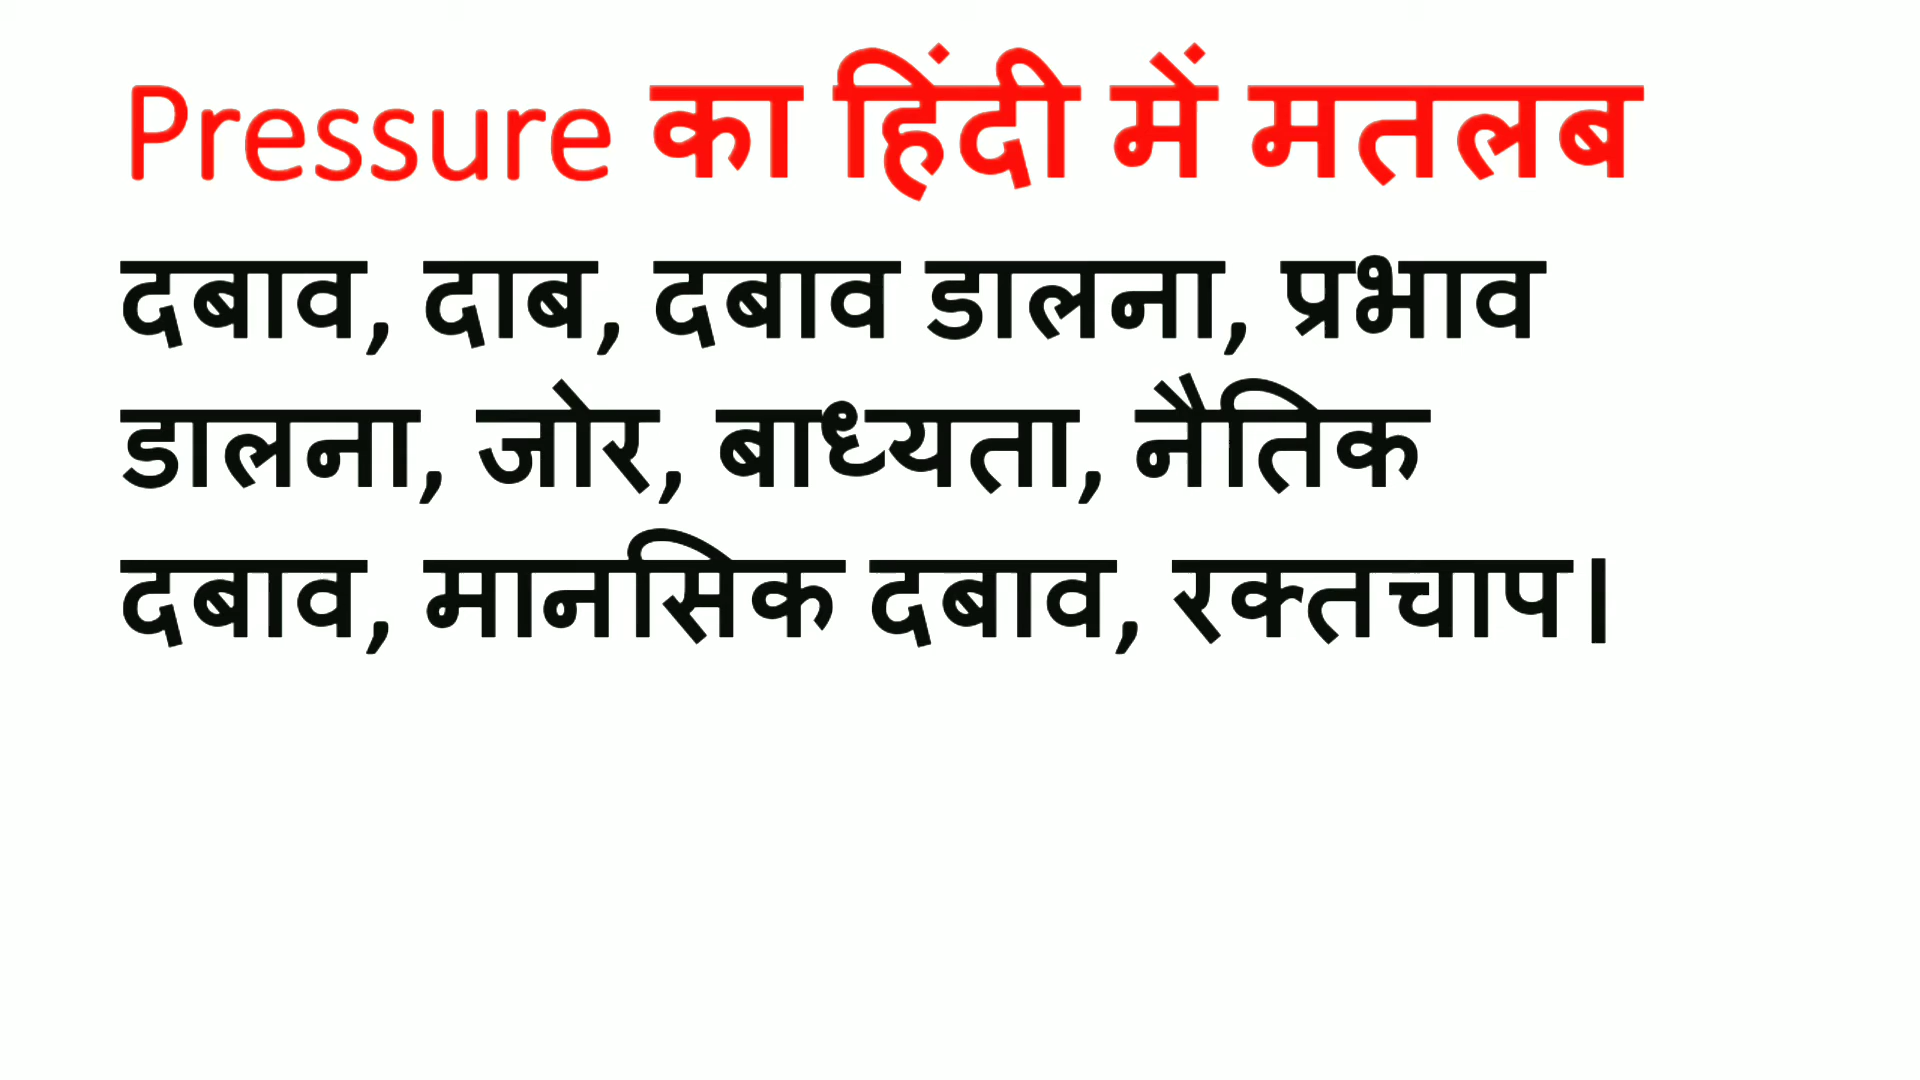 Pressure का हिंदी में मतलब
दबाव, दाब, दबाव डालना, प्रभाव
डालना, जोर, बाध्यता, नैतिक
दबाव, मानसिक दबाव, रक्तचाप।